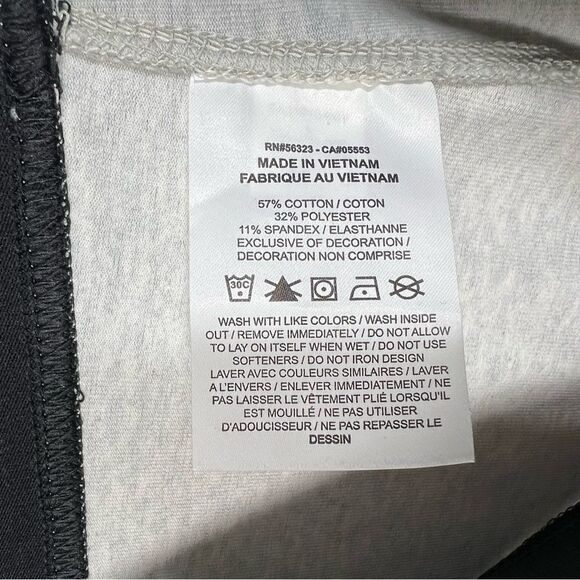 RN#56323 - CA#05553
MADE IN VIETNAM
FABRIQUE AU VIETNAM
57% COTTON / COTON
32% POLYESTER
11% SPANDEX / ELASTHANNE
EXCLUSIVE OF DECORATION /
DECORATION NON COMPRISE
30C
WASH WITH LIKE COLORS / WASH INSIDE
OUT / REMOVE IMMEDIATELY / DO NOT ALLOW
TO LAY ON ITSELF WHEN WET / DO NOT USE
SOFTENERS / DO NOT IRON DESIGN
LAVER AVEC COULEURS SIMILAIRES / LAVER
A L'ENVERS / ENLEVER IMMÉDIATEMENT / NE
PAS LAISSER LE VÊTEMENT PLIÉ LORSQU'IL
EST MOUILLÉ / NE PAS UTILISER
D'ADOUCISSEUR / NE PAS REPASSER LE
DESSIN